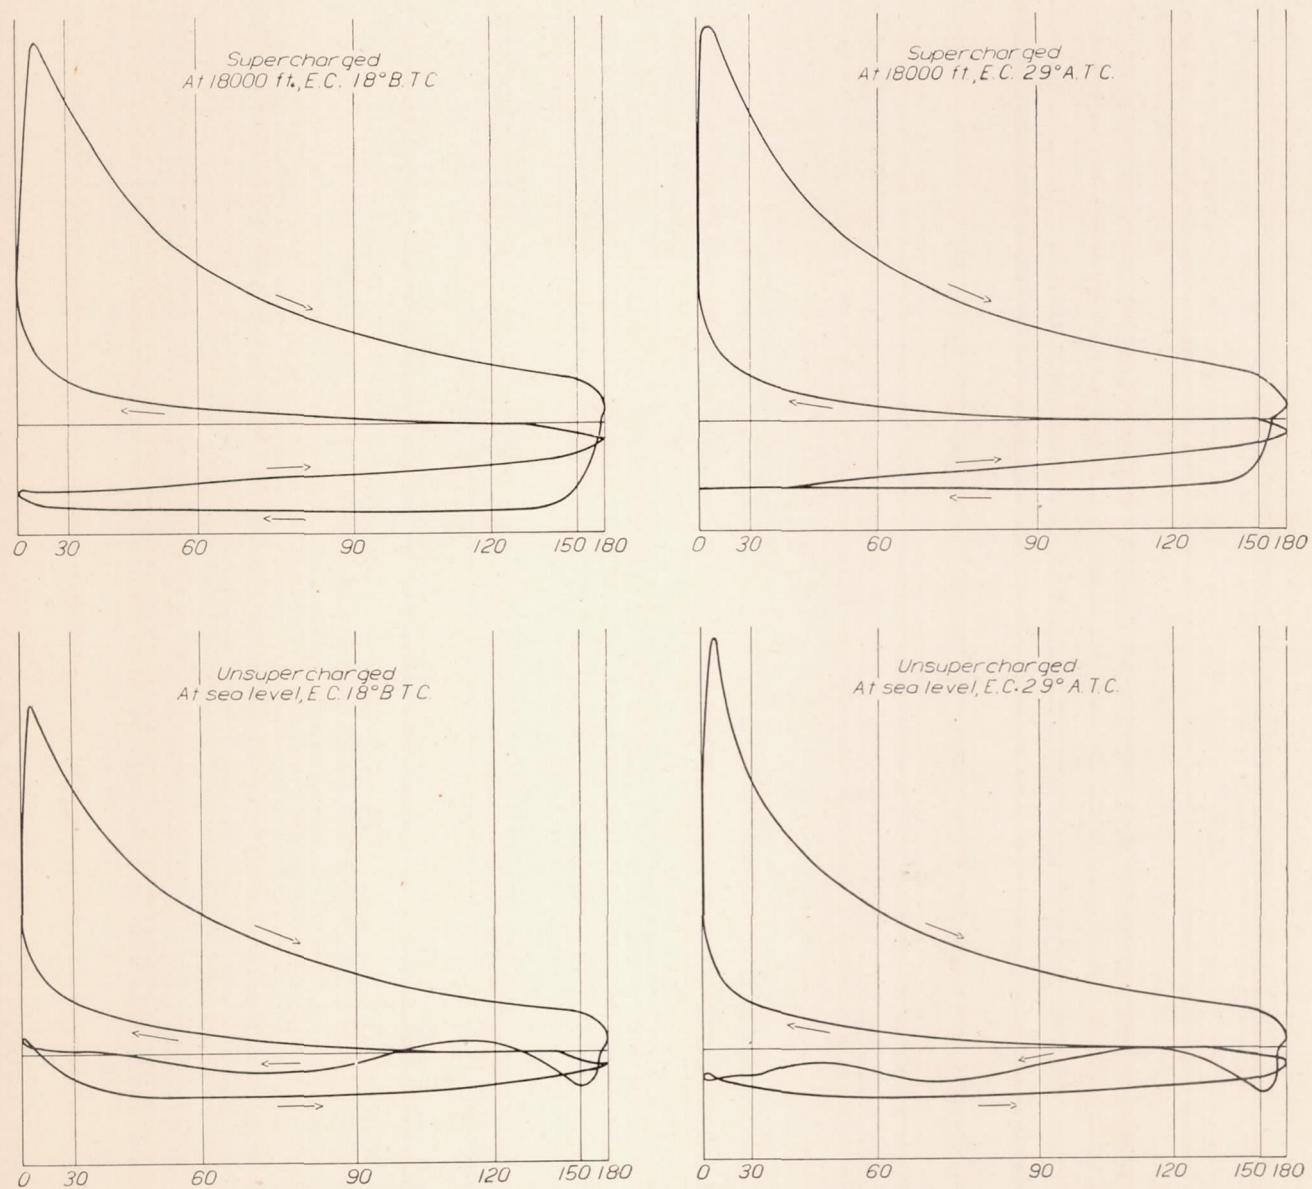 Supercharged
At 18000 ft., E.C. 18° B.T C
0 30 60 90 120 150 180
Supercharged
At 18000 ft., E.C. 29° A.T C.
0 30 60 90 120 150 180
Unsupercharged
At sea level, E C. 18° B T C.
0 30 60 90 120 150 180
Unsupercharged
At sea level, E.C. 29° A.T.C.
0 30 60 90 120 150 180